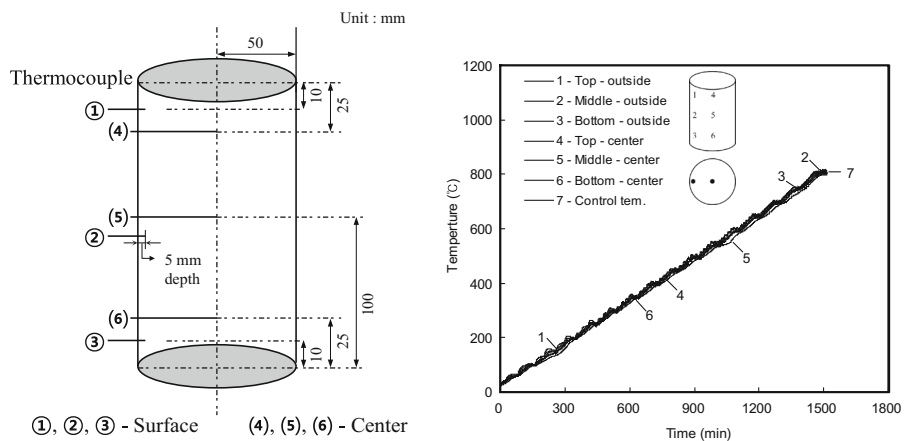 Unit : mm
50
Thermocouple
10
25
①
(4)
(5)
②
5 mm
depth
100
(6)
③
10
25
①, ②, ③ - Surface
(4), (5), (6) - Center
1200
1000
800
600
400
200
0
Temperture (℃)
1 - Top - outside
2 - Middle - outside
3 - Bottom - outside
4 - Top - center
5 - Middle - center
6 - Bottom - center
7 - Control tem.
1 4
2 5
3 6
2
3
7
5
4
6
1
0 300 600 900 1200 1500 1800
Time (min)